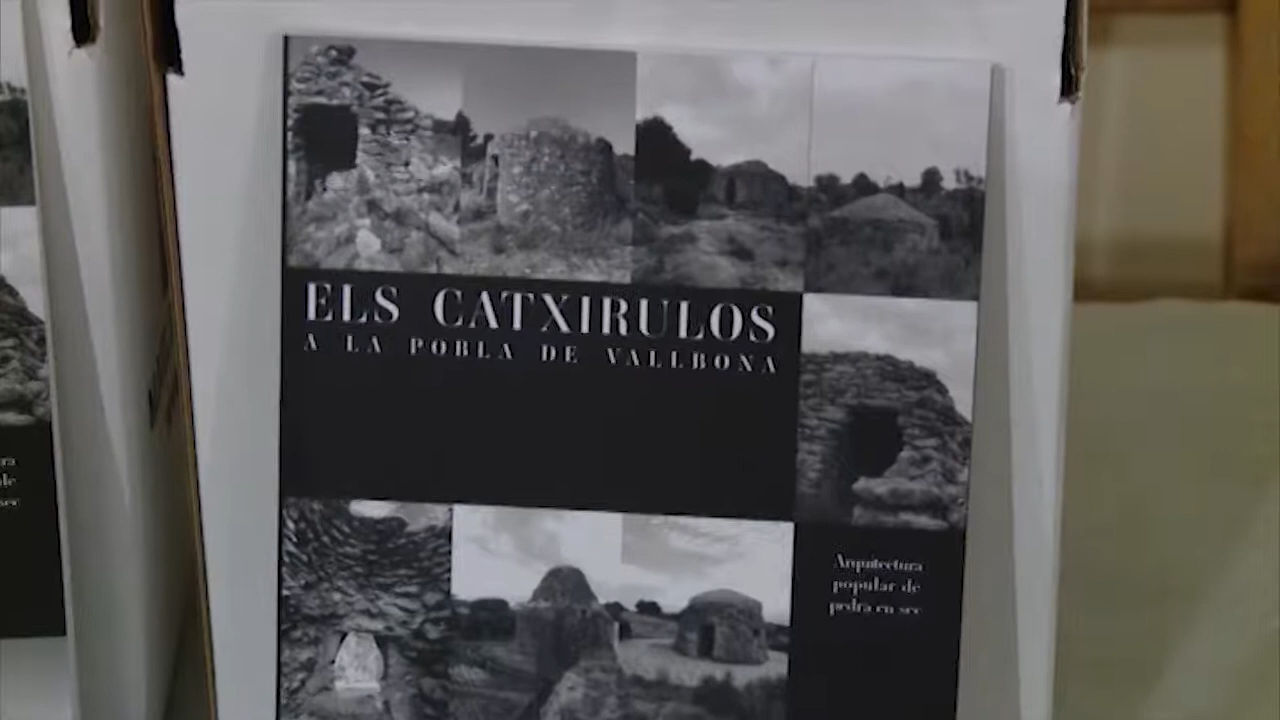 ELS CATXIRULOS
A LA POBLA DE VALLBONA
Arquitectura
popular de
pedra en sec